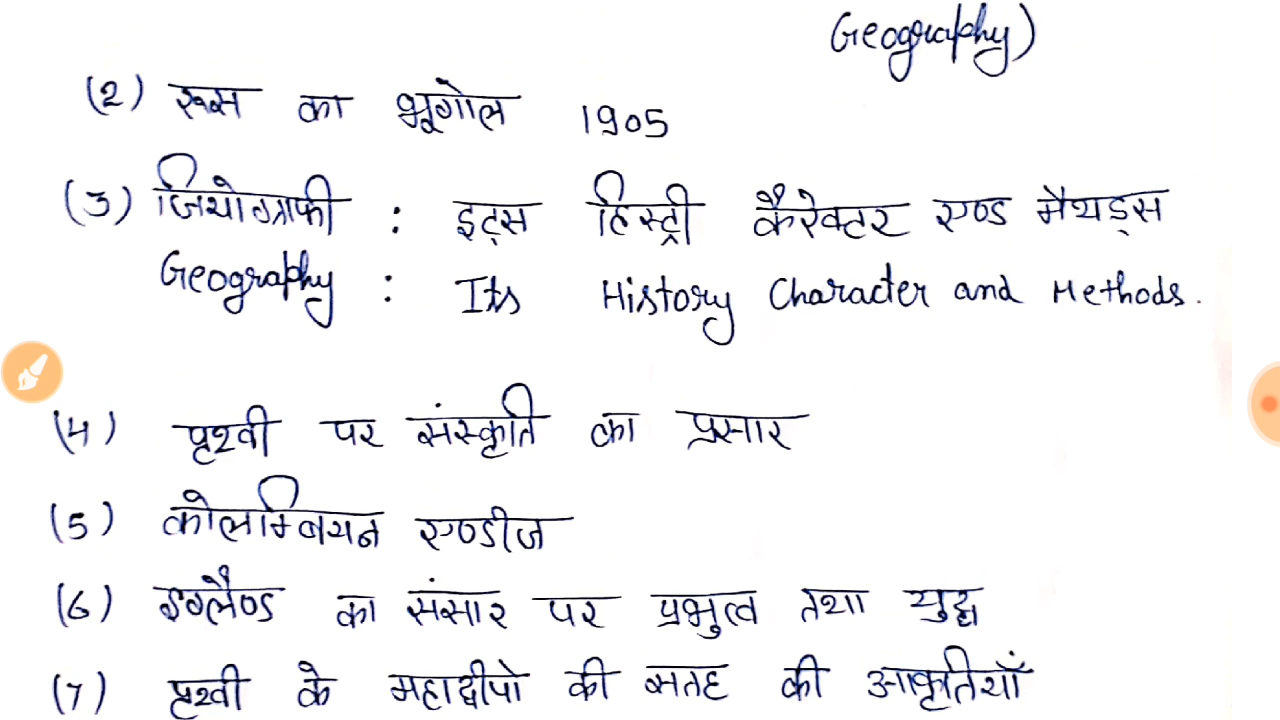 Geography)
(2) रूस का भूगोल 1905
(3) जियोग्राफी : इट्स हिस्ट्री कैरेक्टर एण्ड मैथड्स
Geography : Its History Character and Methods.
(4) पृथ्वी पर संस्कृति का प्रसार
(5) कोलम्बियन एण्डीज
(6) इग्लैण्ड का संसार पर प्रभुत्व तथा युद्ध
(7) पृथ्वी के महाद्वीपो की सतह की आकृतियाँ